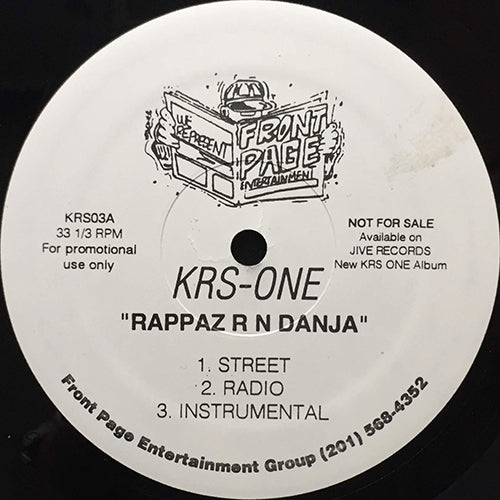 WE
REPRESENT
FRONT
PAGE
ENTERTAINMENT
KRS03A
33 1/3 RPM
For promotional
use only
NOT FOR SALE
Available on
JIVE RECORDS
New KRS ONE Album
KRS-ONE
"RAPPAZ R N DANJA"
1. STREET
2. RADIO
3. INSTRUMENTAL
Front Page Entertainment Group (201) 568-4352